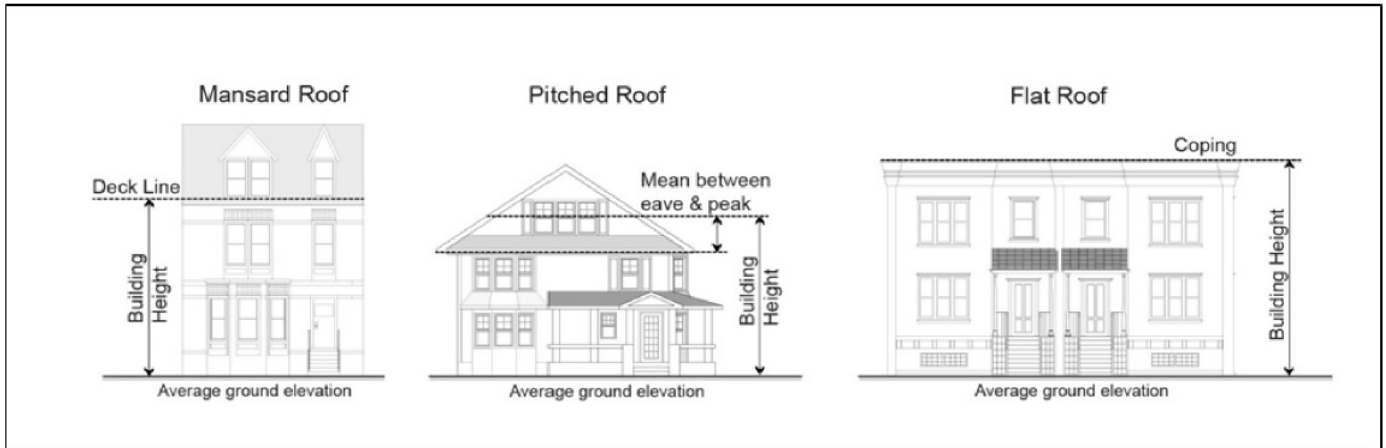 Mansard Roof
Deck Line
Building
Height
Average ground elevation
Pitched Roof
Mean between
eave & peak
Building
Height
Average ground elevation
Flat Roof
Coping
Building Height
Average ground elevation